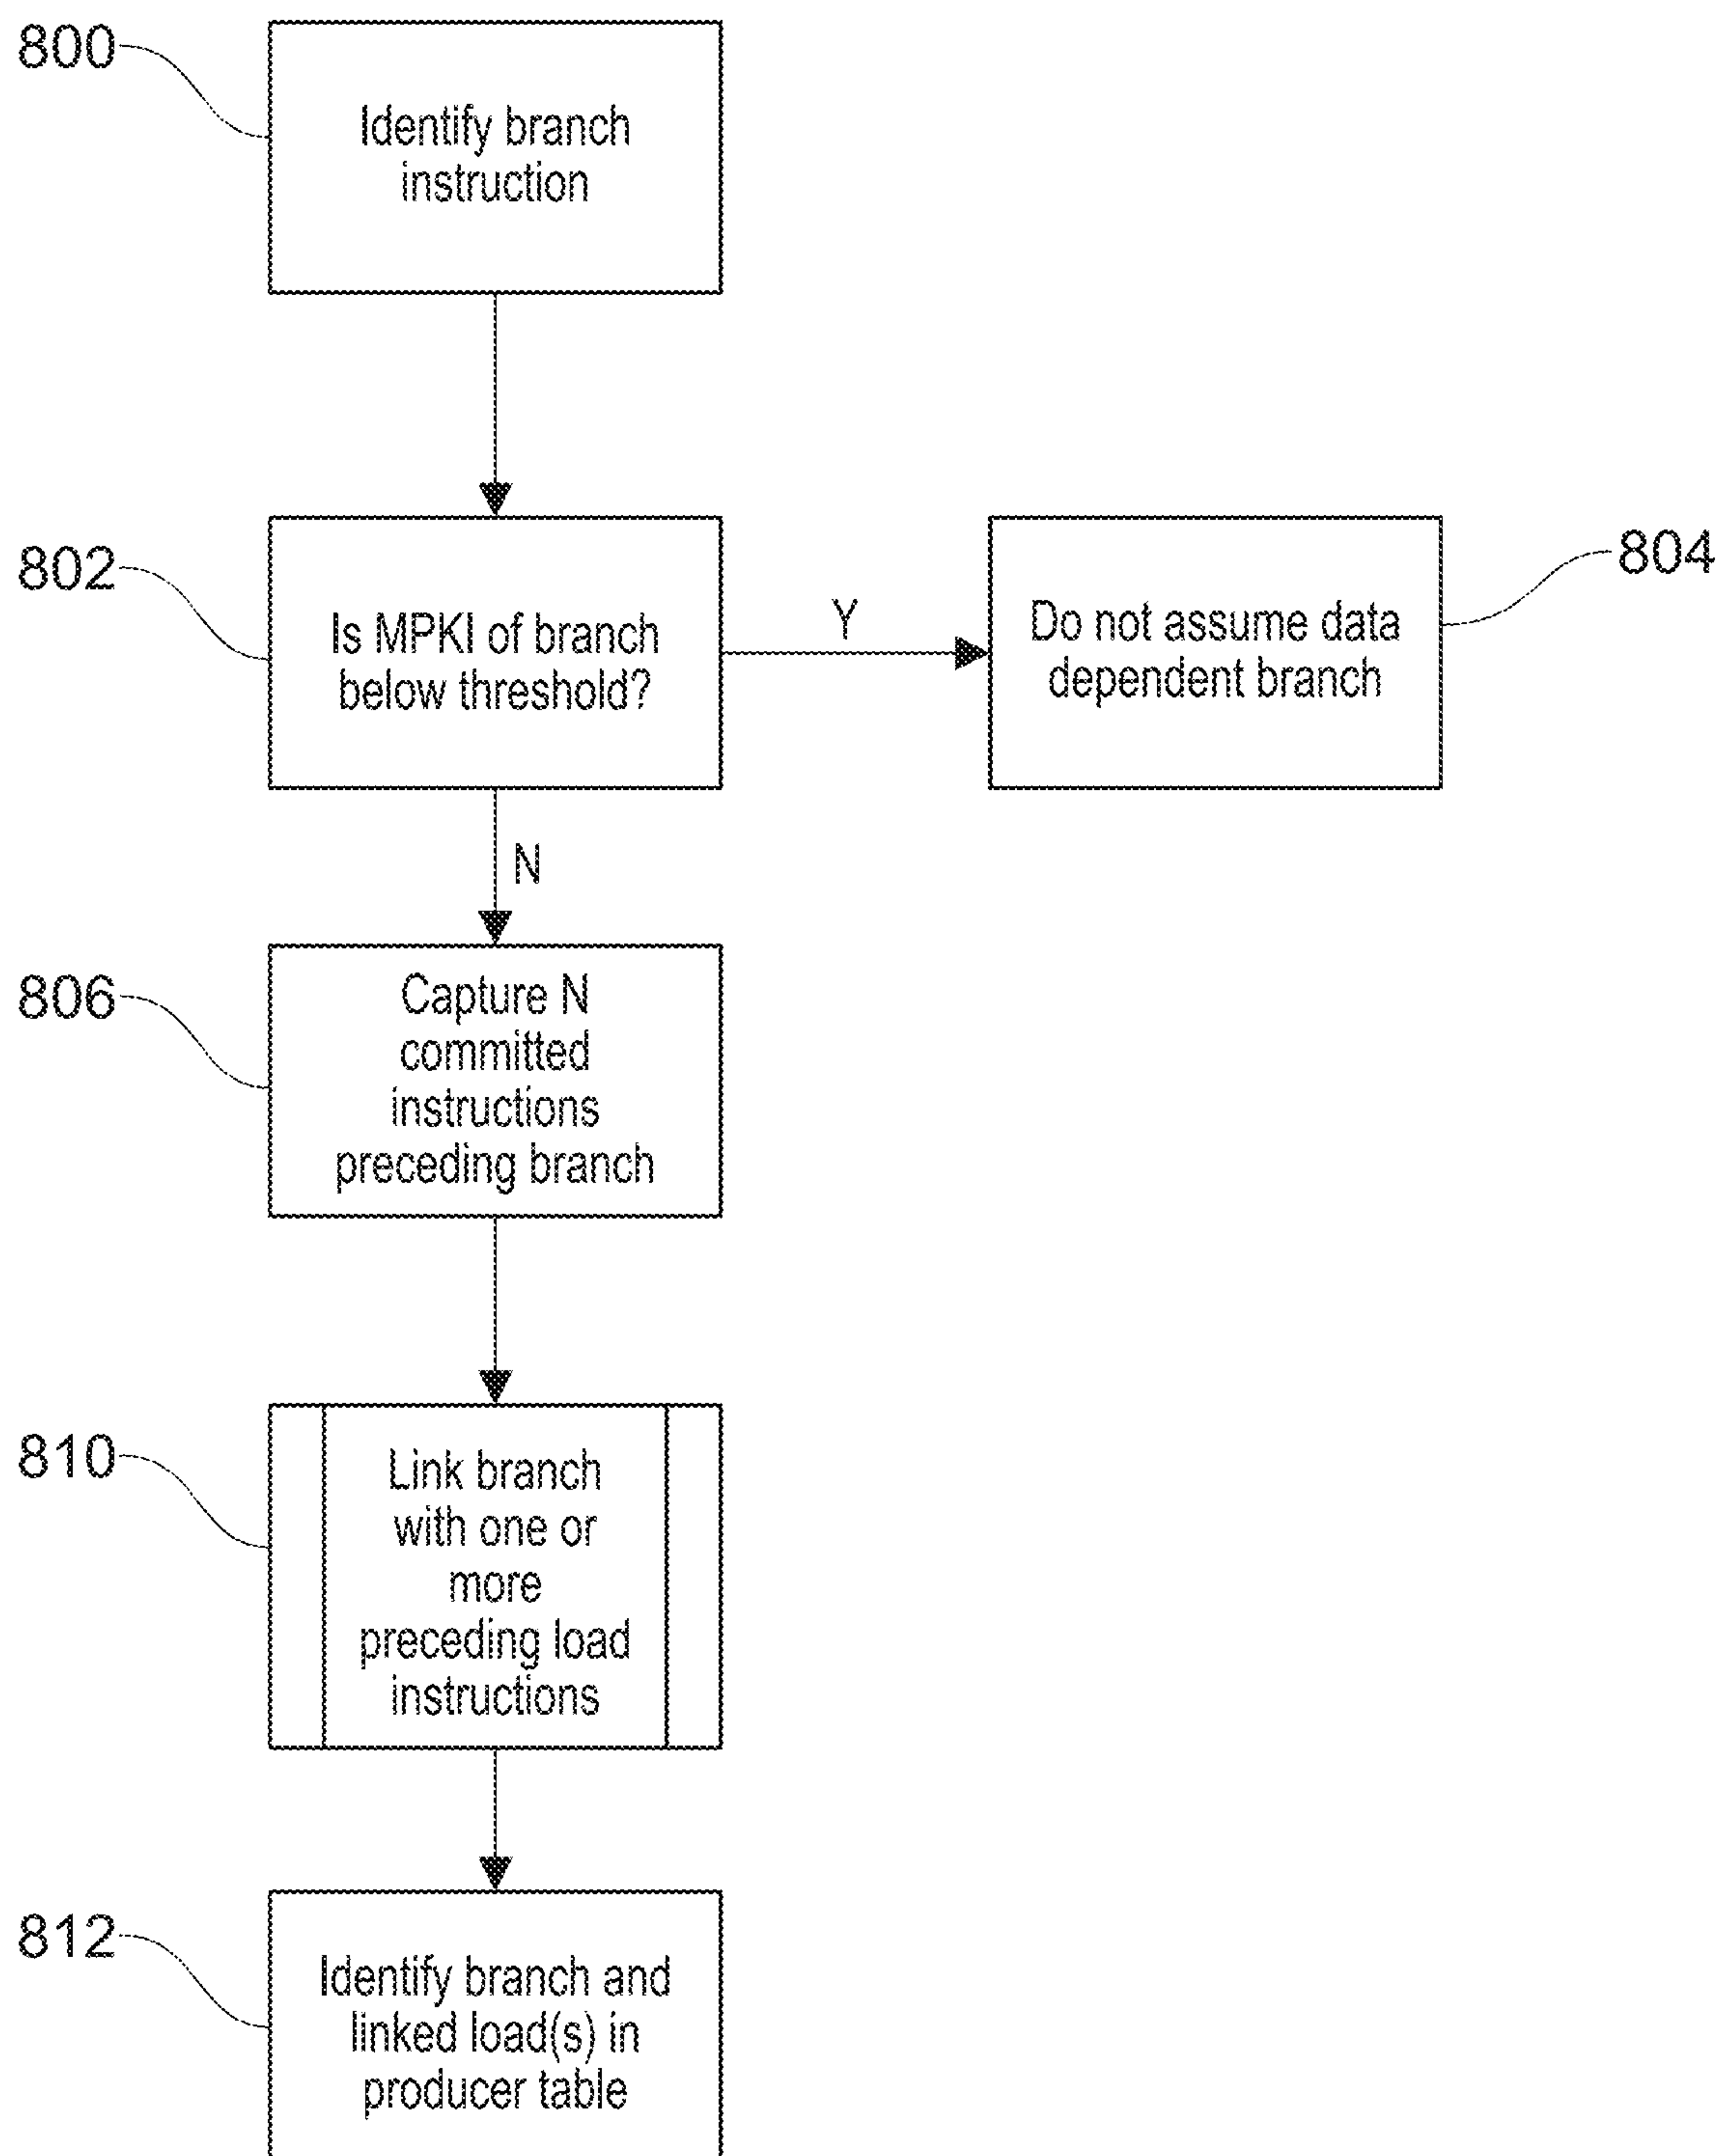 800
Identify branch
instruction
802
Is MPKI of branch
below threshold?
Y
Do not assume data
dependent branch
804
N
806
Capture N
committed
instructions
preceding branch
810
Link branch
with one or
more
preceding load
instructions
812
Identify branch and
linked load(s) in
producer table